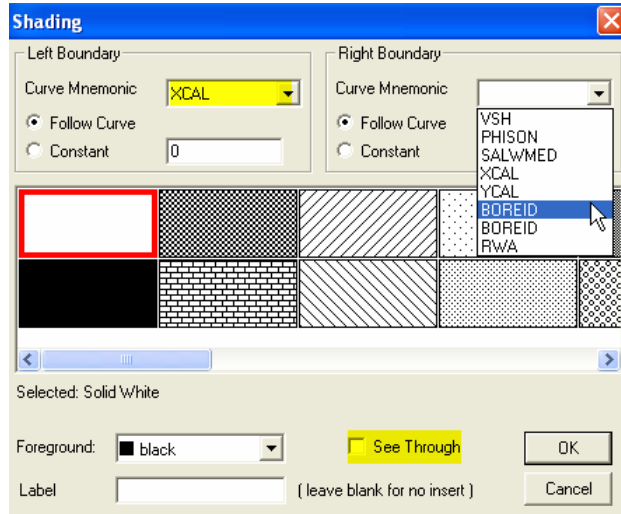 Shading
Left Boundary
Curve Mnemonic XCAL
Follow Curve
Constant 0
Right Boundary
Curve Mnemonic
Follow Curve
Constant
VSH
PHISON
SALWMED
XCAL
YCAL
BOREID
BOREID
RWA
Selected: Solid White
Foreground: black
See Through
OK
Label ( leave blank for no insert )
Cancel